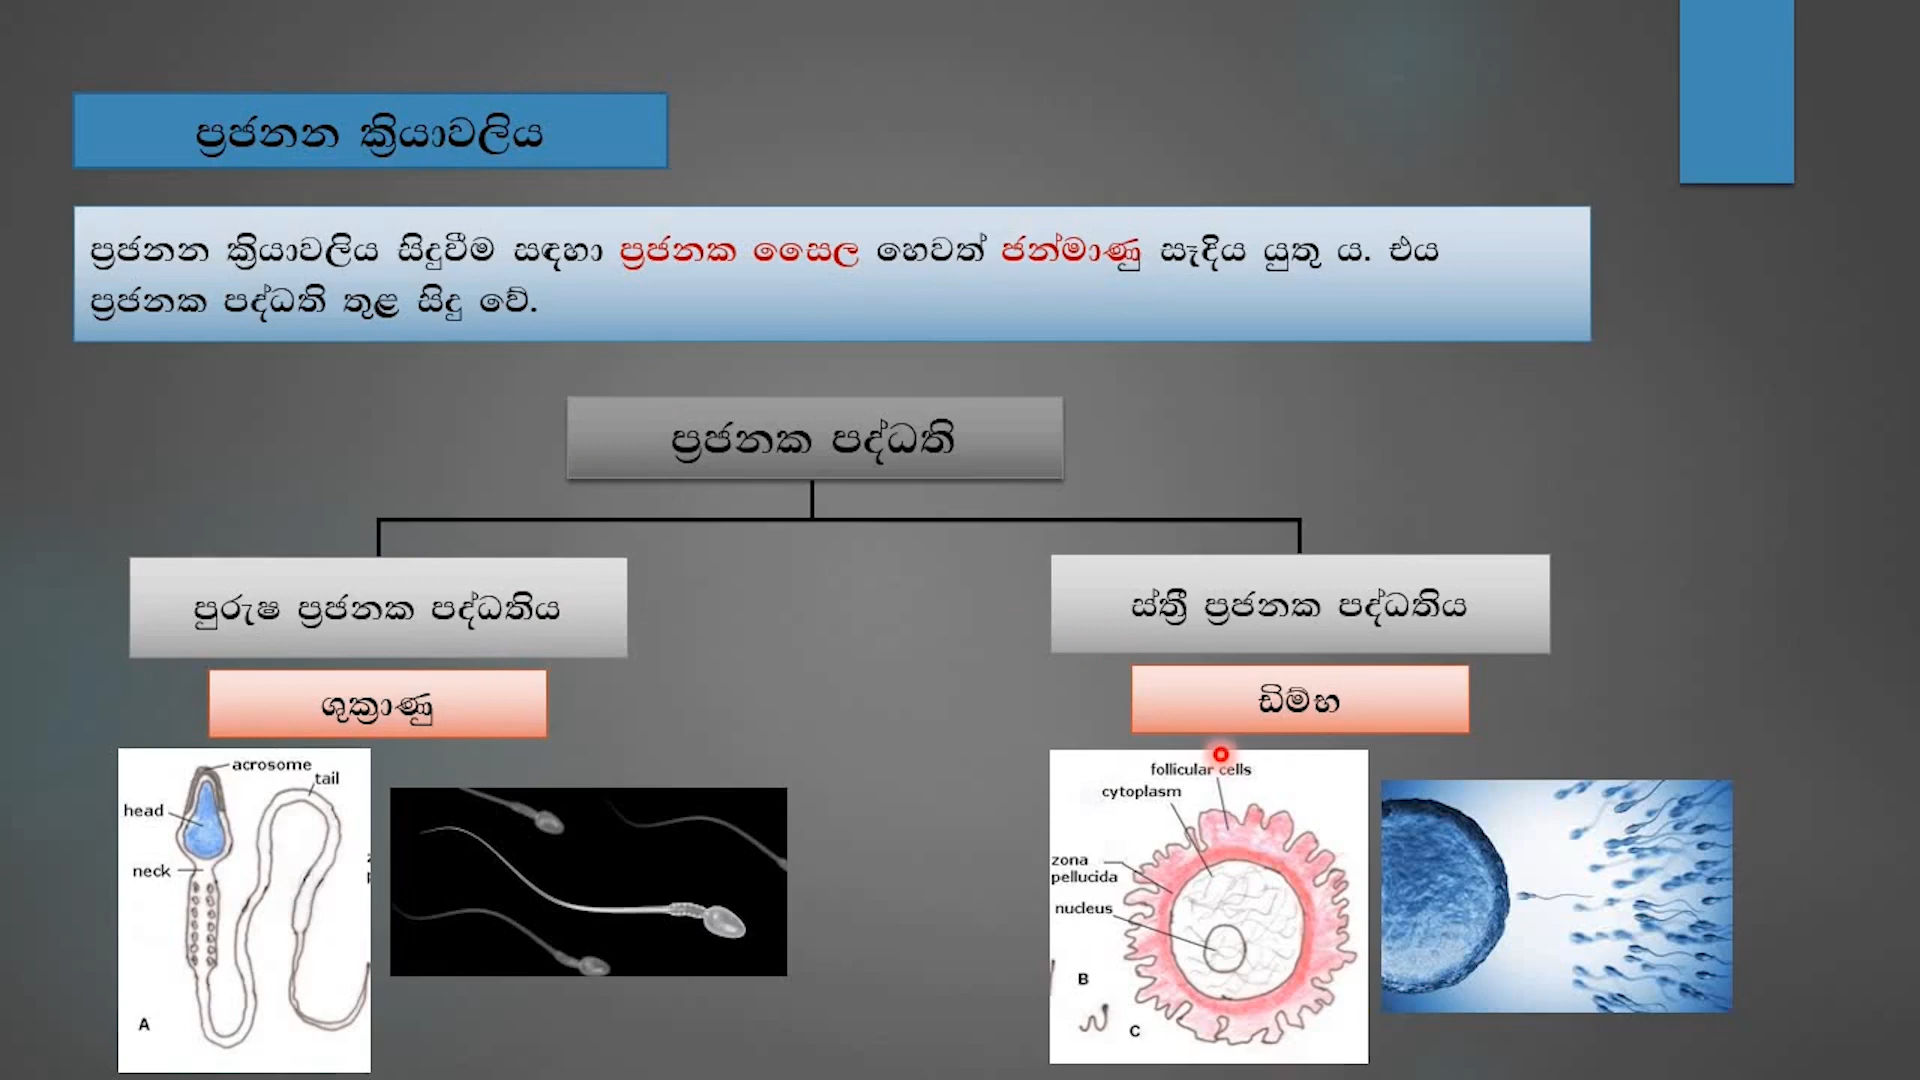 ප්‍රජනන ක්‍රියාවලිය
ප්‍රජනන ක්‍රියාවලිය සිදුවීම සඳහා ප්‍රජනක සෛල හෙවත් ජන්මාණු සෑදිය යුතු ය. එය
ප්‍රජනක පද්ධති තුළ සිදු වේ.
ප්‍රජනක පද්ධති
පුරුෂ ප්‍රජනක පද්ධතිය
ස්ත්‍රී ප්‍රජනක පද්ධතිය
ශුක්‍රාණු
ඩිම්භ
acrosome
tail
head
neck
A
follicular cells
cytoplasm
zona
pellucida
nucleus
B
C